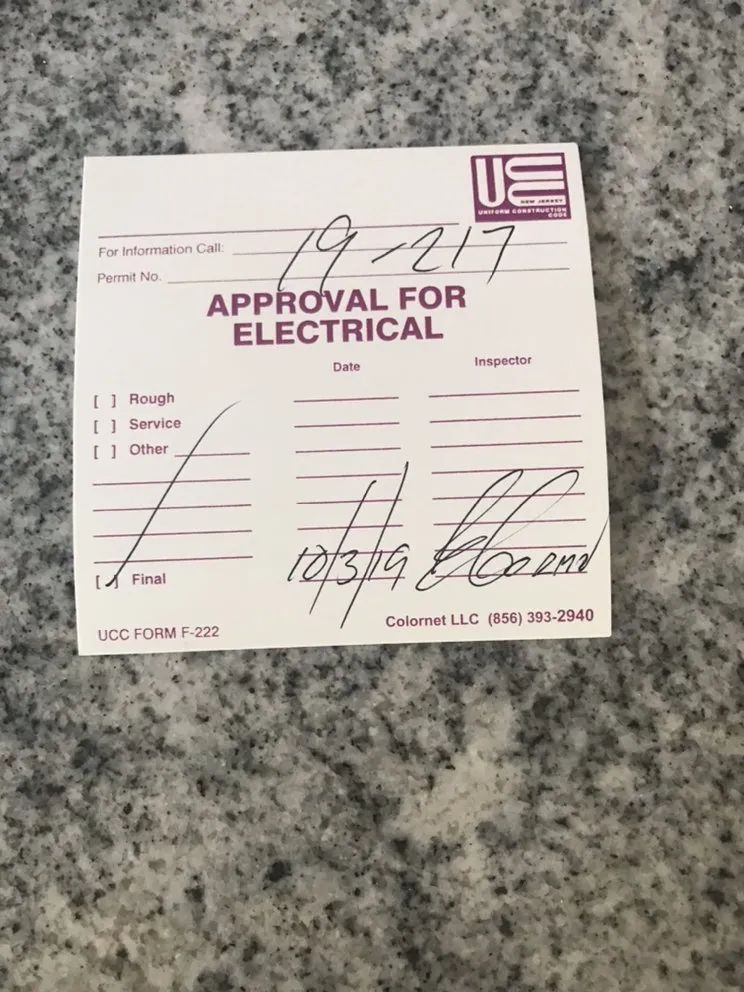 UCC
NEW JERSEY
UNIFORM CONSTRUCTION
CODE
For Information Call:
Permit No. 19-217
APPROVAL FOR
ELECTRICAL
Date Inspector
[ ] Rough
[ ] Service
[ ] Other
[ ] Final 10/3/19
UCC FORM F-222 Colornet LLC (856) 393-2940